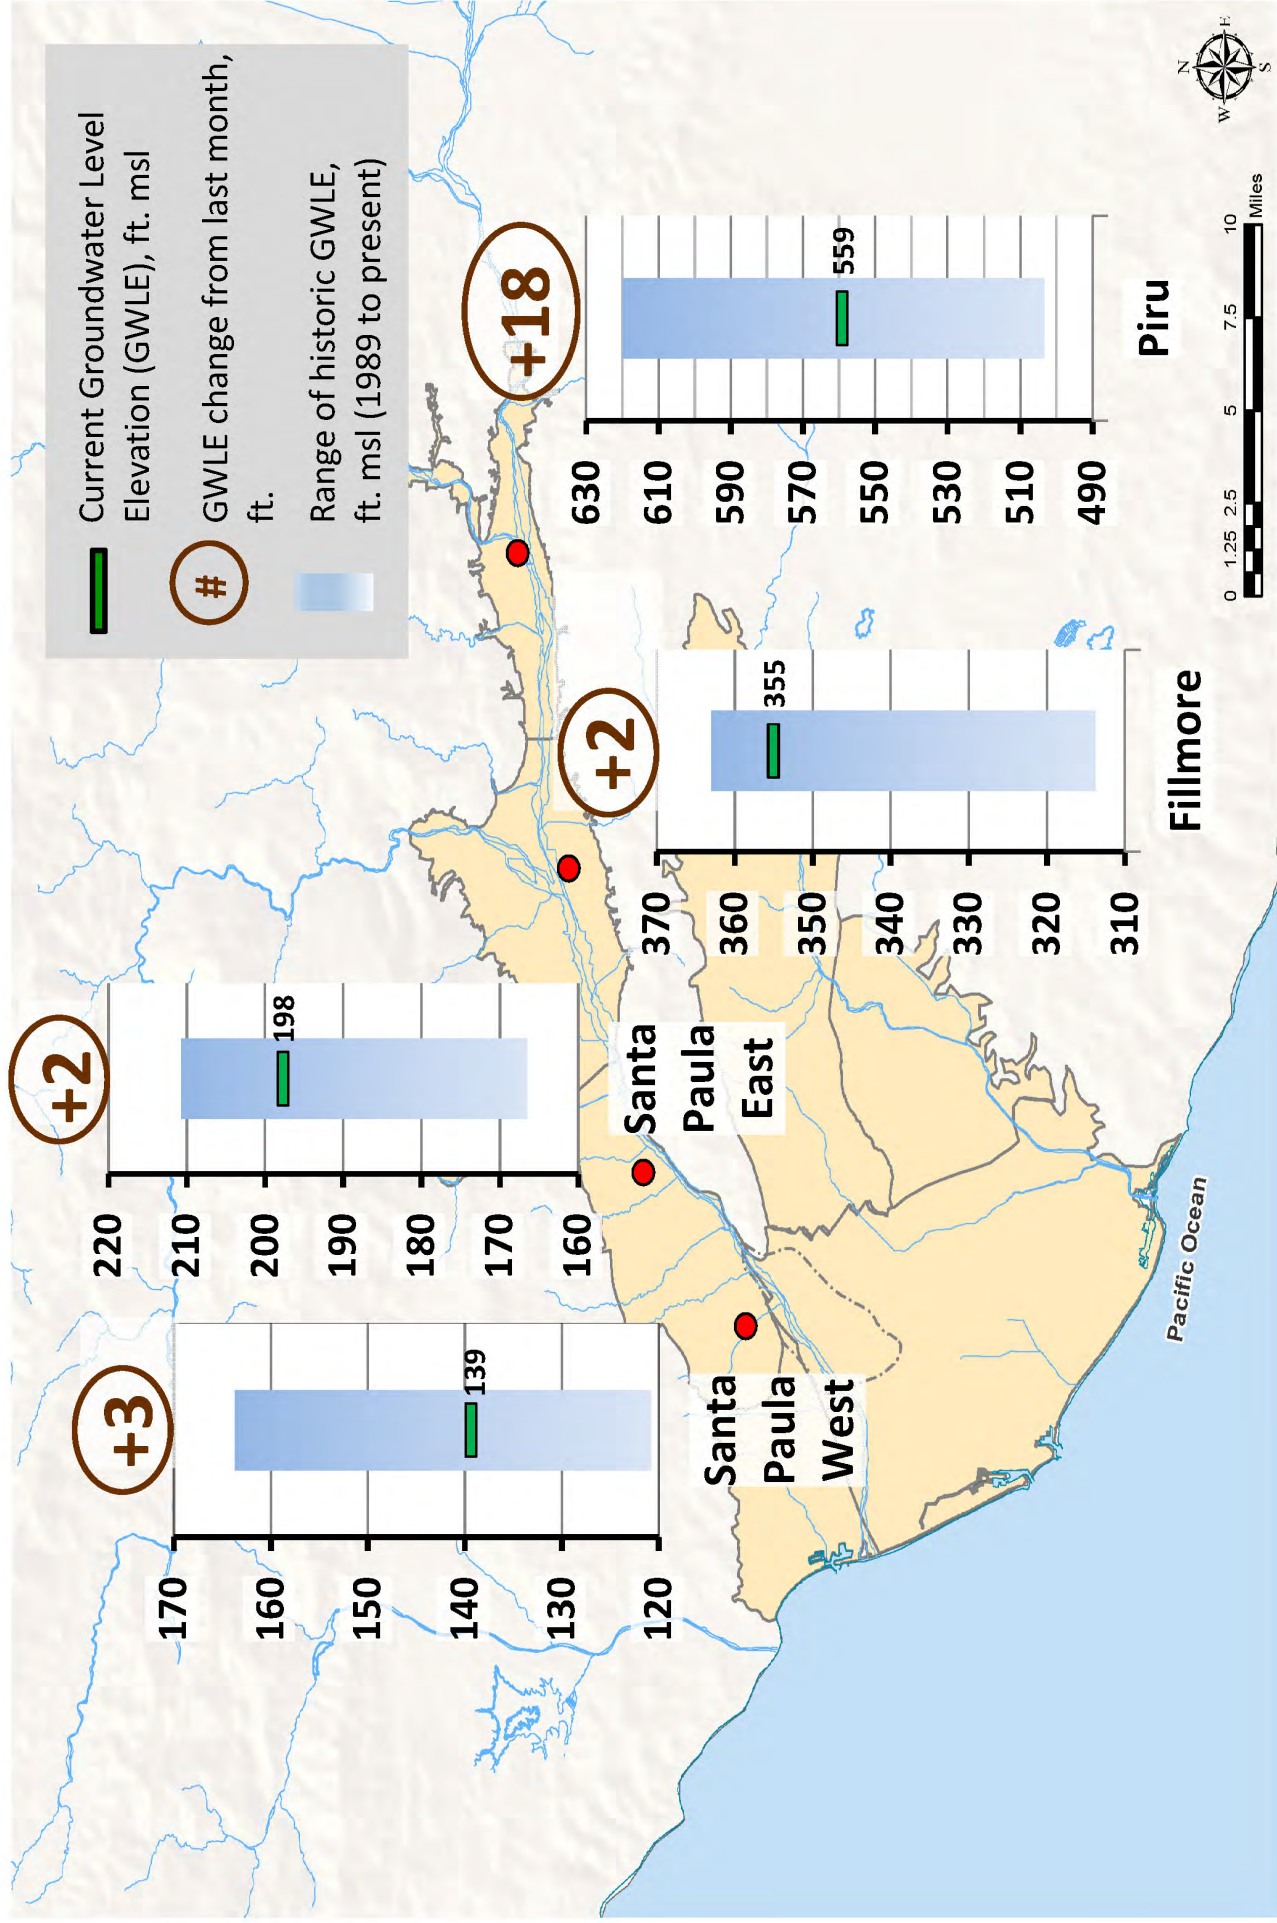 Current Groundwater Level
Elevation (GWLE), ft. msl
#
GWLE change from last month,
ft.
Range of historic GWLE,
ft. msl (1989 to present)
+3
170
160
150
140
130
120
139
Santa
Paula
West
+2
220
210
200
190
180
170
160
198
Santa
Paula
East
+2
370
360
350
340
330
320
310
355
Fillmore
+18
630
610
590
570
550
530
510
490
559
Piru
Pacific Ocean
0 1.25 2.5 5 7.5 10
Miles
N
W E
S